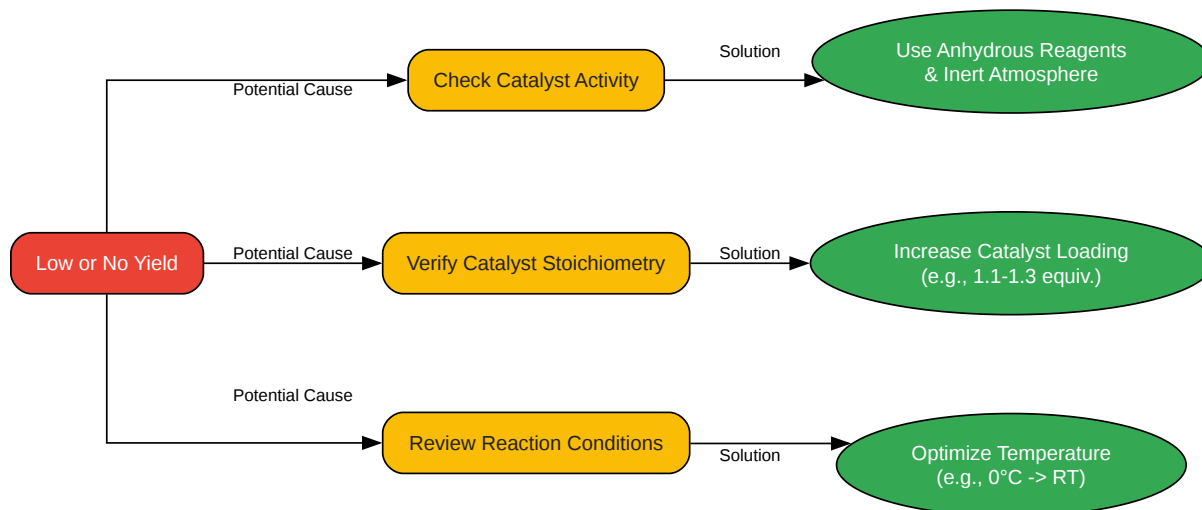 Solution
Use Anhydrous Reagents
& Inert Atmosphere
Potential Cause
Check Catalyst Activity
Low or No Yield
Potential Cause
Verify Catalyst Stoichiometry
Solution
Increase Catalyst Loading
(e.g., 1.1-1.3 equiv.)
Potential Cause
Review Reaction Conditions
Solution
Optimize Temperature
(e.g., 0°C -> RT)